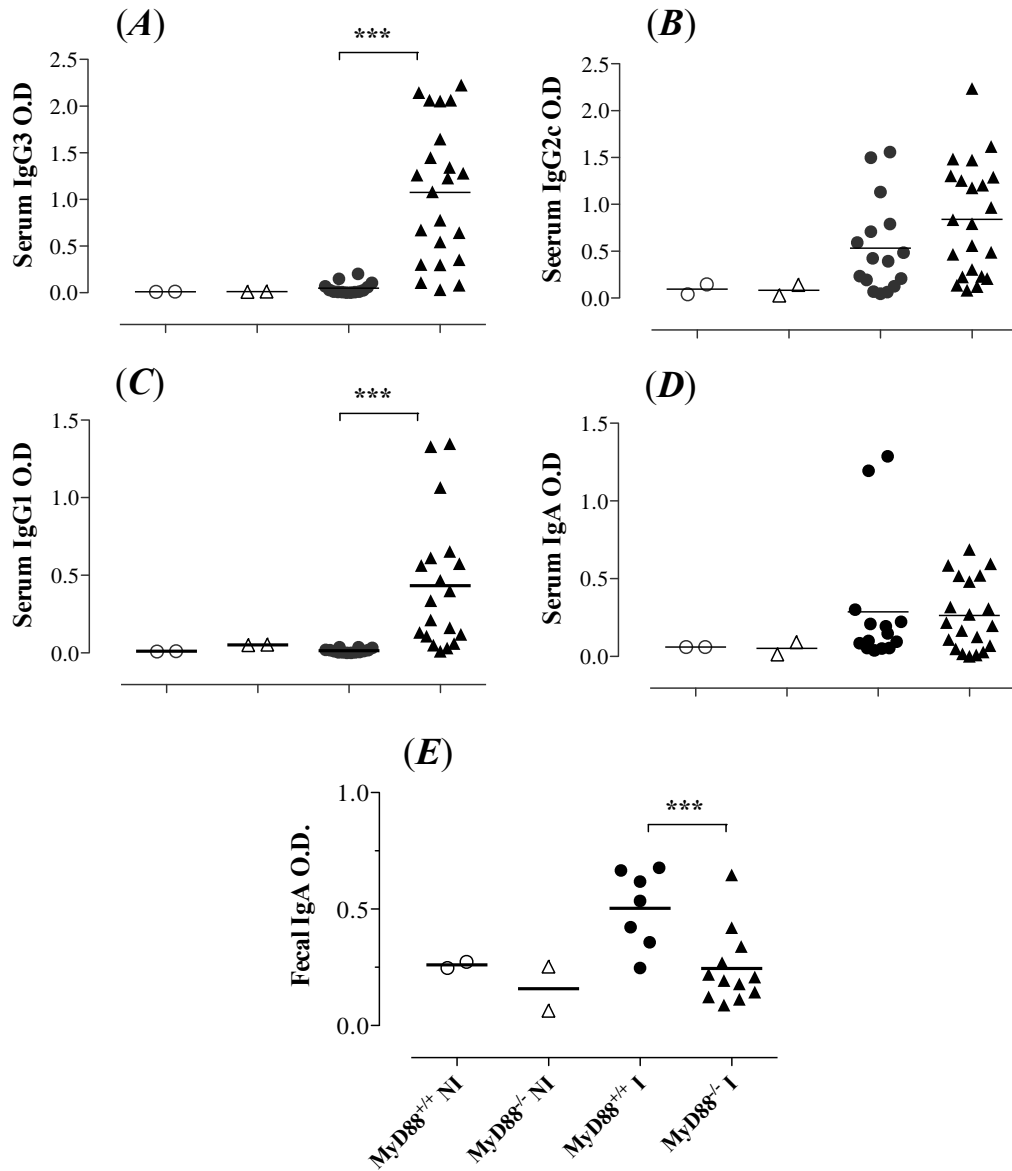 (A)
***
Serum IgG3 O.D
2.5
2.0
1.5
1.0
0.5
0.0
(B)
Seerum IgG2c O.D
2.5
2.0
1.5
1.0
0.5
0.0
(C)
***
Serum IgG1 O.D
1.5
1.0
0.5
0.0
(D)
Serum IgA O.D
1.5
1.0
0.5
0.0
(E)
***
Fecal IgA O.D.
1.0
0.5
0.0
MyD88+/+ NI
MyD88-/- NI
MyD88+/+ I
MyD88-/- I